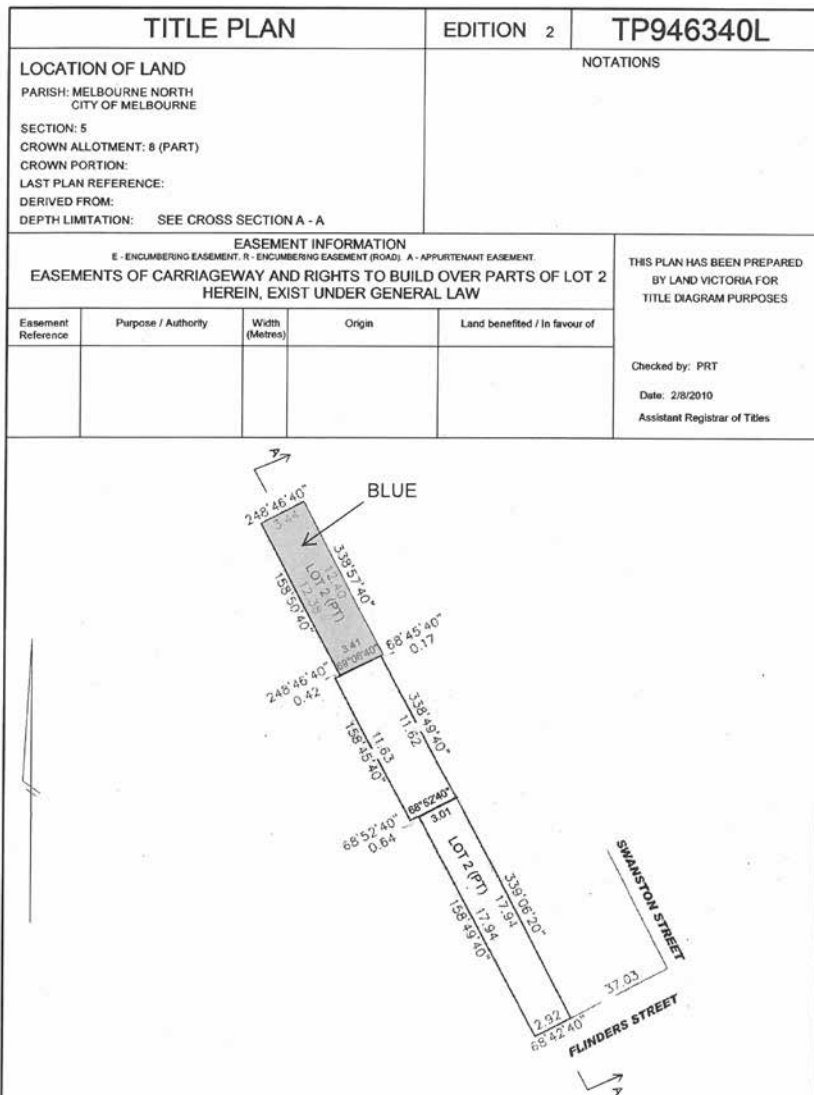 TITLE PLAN
EDITION 2
TP946340L
LOCATION OF LAND
PARISH: MELBOURNE NORTH
CITY OF MELBOURNE
SECTION: 5
CROWN ALLOTMENT: 8 (PART)
CROWN PORTION:
LAST PLAN REFERENCE:
DERIVED FROM:
DEPTH LIMITATION: SEE CROSS SECTION A - A
NOTATIONS
EASEMENT INFORMATION
E - ENCUMBERING EASEMENT. R - ENCUMBERING EASEMENT (ROAD). A - APPURTENANT EASEMENT.
EASEMENTS OF CARRIAGEWAY AND RIGHTS TO BUILD OVER PARTS OF LOT 2
HEREIN, EXIST UNDER GENERAL LAW
Easement
Reference
Purpose / Authority
Width
(Metres)
Origin
Land benefited / In favour of
THIS PLAN HAS BEEN PREPARED
BY LAND VICTORIA FOR
TITLE DIAGRAM PURPOSES
Checked by: PRT
Date: 2/8/2010
Assistant Registrar of Titles
A
BLUE
248°46'40"
3.44
338°57'40"
12.40
LOT 2 (PT)
12.38
158°50'40"
3.41
69°06'40"
68°45'40"
0.17
248°46'40"
0.42
338°49'40"
11.62
11.63
158°45'40"
68°52'40"
3.01
68°52'40"
0.64
LOT 2 (PT)
339°06'20"
17.94
17.94
158°49'40"
SWANSTON STREET
37.03
2.92
68°42'40"
FLINDERS STREET
A